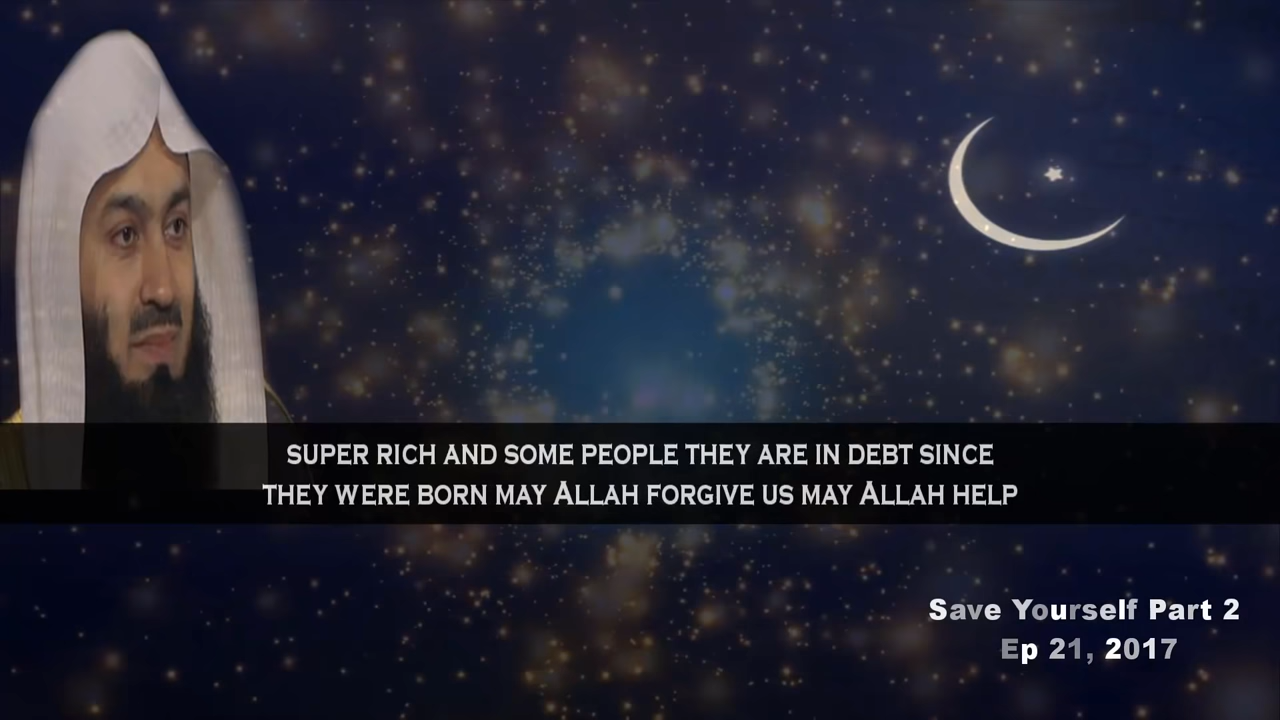 SUPER RICH AND SOME PEOPLE THEY ARE IN DEBT SINCE
THEY WERE BORN MAY ALLAH FORGIVE US MAY ALLAH HELP
Save Yourself Part 2
Ep 21, 2017